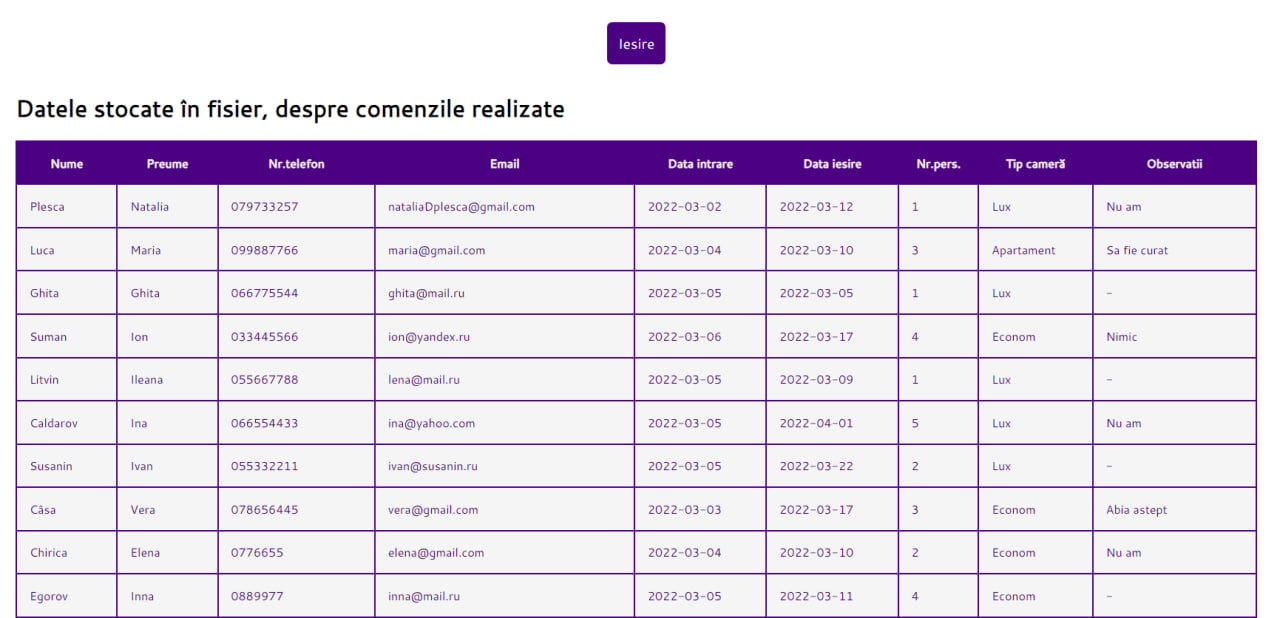 Iesire
Datele stocate în fisier, despre comenzile realizate
Nume Preume Nr.telefon Email Data intrare Data iesire Nr.pers. Tip cameră Observatii
Plesca Natalia 079733257 nataliaDplesca@gmail.com 2022-03-02 2022-03-12 1 Lux Nu am
Luca Maria 099887766 maria@gmail.com 2022-03-04 2022-03-10 3 Apartament Sa fie curat
Ghita Ghita 066775544 ghita@mail.ru 2022-03-05 2022-03-05 1 Lux -
Suman Ion 033445566 ion@yandex.ru 2022-03-06 2022-03-17 4 Econom Nimic
Litvin Ileana 055667788 lena@mail.ru 2022-03-05 2022-03-09 1 Lux -
Caldarov Ina 066554433 ina@yahoo.com 2022-03-05 2022-04-01 5 Lux Nu am
Susanin Ivan 055332211 ivan@susanin.ru 2022-03-05 2022-03-22 2 Lux -
Câsa Vera 078656445 vera@gmail.com 2022-03-03 2022-03-17 3 Econom Abia astept
Chirica Elena 0776655 elena@gmail.com 2022-03-04 2022-03-10 2 Econom Nu am
Egorov Inna 0889977 inna@mail.ru 2022-03-05 2022-03-11 4 Econom -